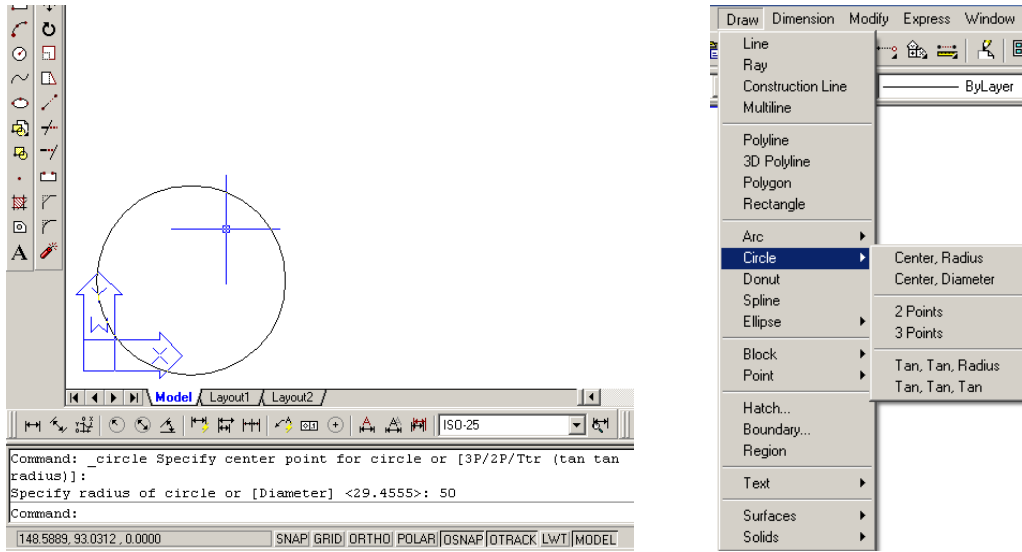 A
W
X
Model Layout1 Layout2
ISO-25
Command: _circle Specify center point for circle or [3P/2P/Ttr (tan tan
radius)]:
Specify radius of circle or [Diameter] <29.4555>: 50
Command:
148.5889, 93.0312 , 0.0000 SNAP GRID ORTHO POLAR OSNAP OTRACK LWT MODEL
Draw Dimension Modify Express Window
ByLayer
Line
Ray
Construction Line
Multiline
Polyline
3D Polyline
Polygon
Rectangle
Arc
Circle
Donut
Spline
Ellipse
Block
Point
Hatch...
Boundary...
Region
Text
Surfaces
Solids
Center, Radius
Center, Diameter
2 Points
3 Points
Tan, Tan, Radius
Tan, Tan, Tan